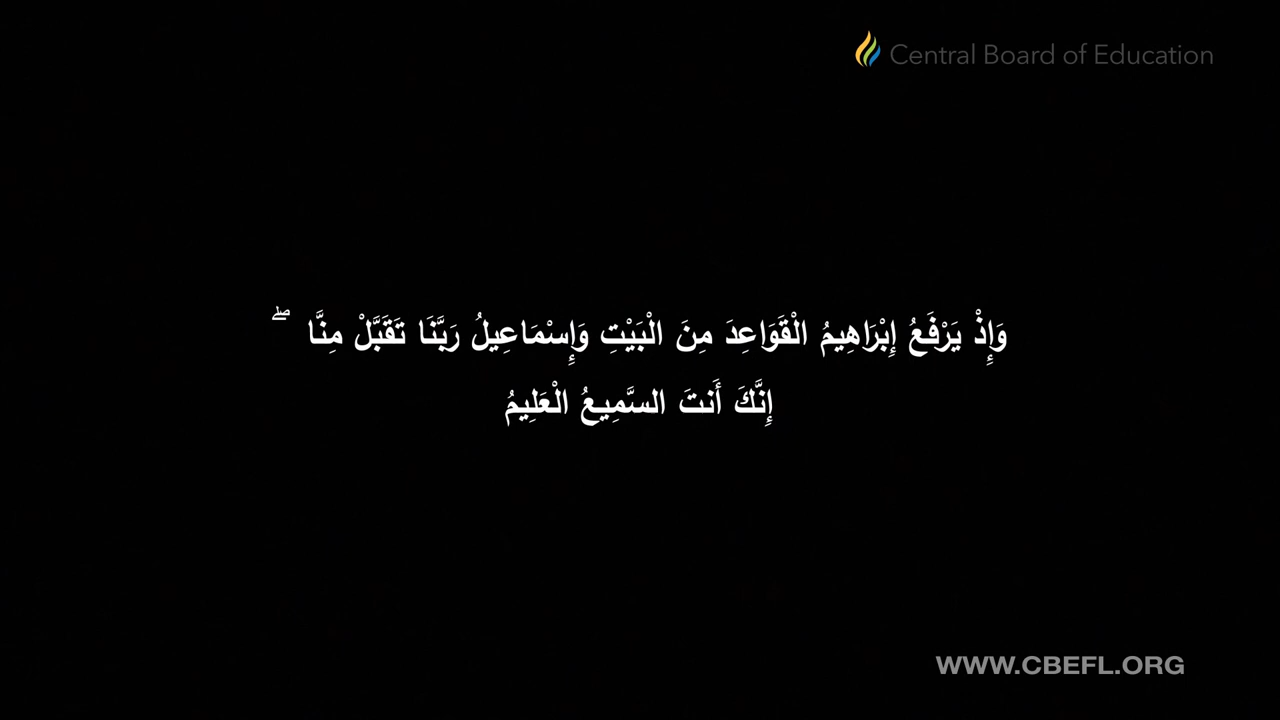 Central Board of Education
وَإِذْ يَرْفَعُ إِبْرَاهِيمُ الْقَوَاعِدَ مِنَ الْبَيْتِ وَإِسْمَاعِيلُ رَبَّنَا تَقَبَّلْ مِنَّا ۖ
إِنَّكَ أَنتَ السَّمِيعُ الْعَلِيمُ
WWW.CBEFL.ORG